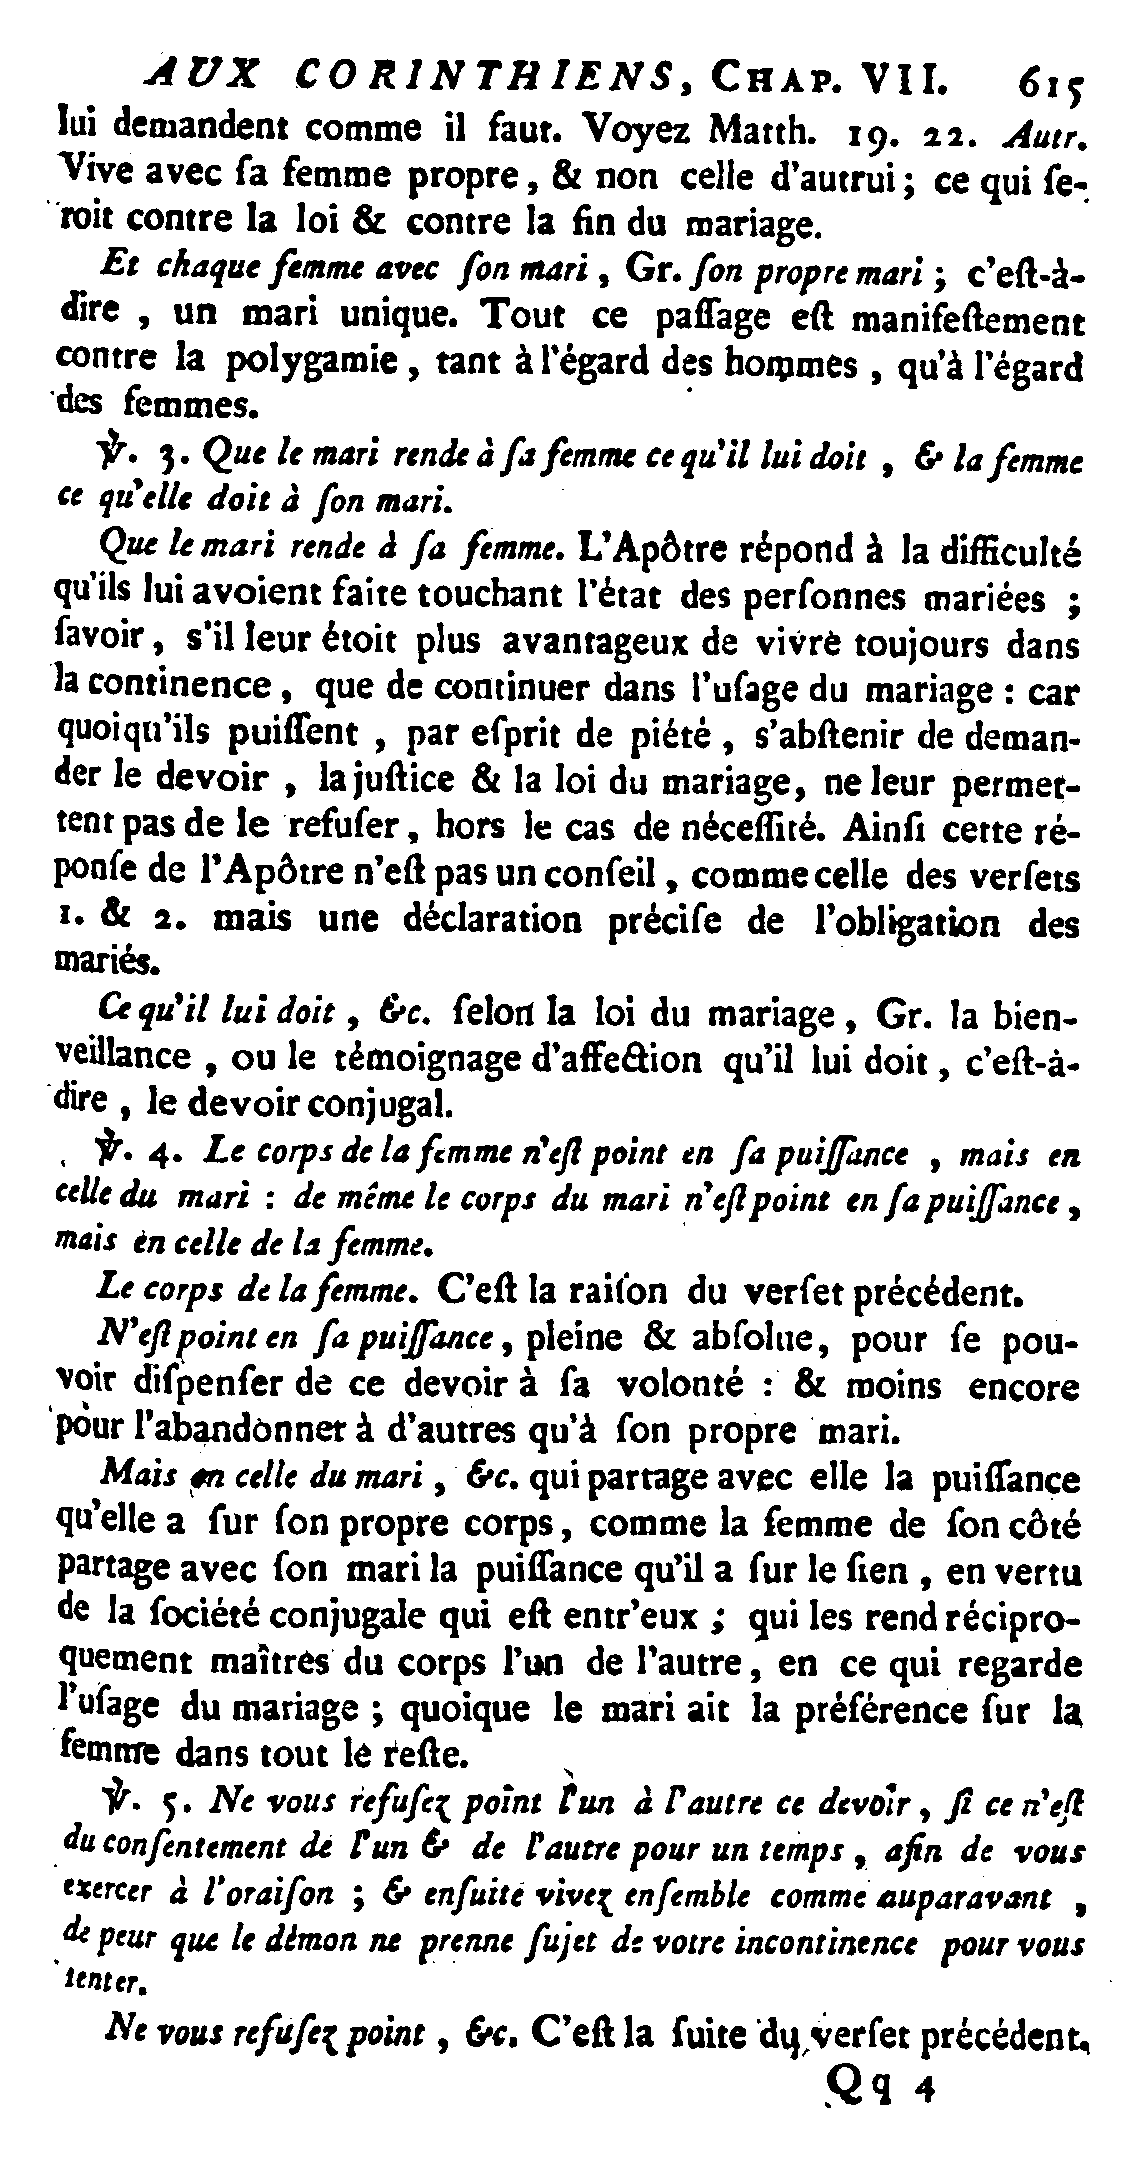 AUX CORINTHIENS, CHAP. VII. 615
lui demandent comme il faut. Voyez Matth. 19. 22. Autr.
Vive avec ſa femme propre, & non celle d'autrui; ce qui ſe-
roit contre la loi & contre la fin du mariage.
Et chaque femme avec ſon mari, Gr. ſon propre mari; c'eſt-à-
dire, un mari unique. Tout ce paſſage eſt manifeſtement
contre la polygamie, tant à l'égard des hommes, qu'à l'égard
des femmes.
℣. 3. Que le mari rende à ſa femme ce qu'il lui doit, & la femme
ce qu'elle doit à ſon mari.
Que le mari rende à ſa femme. L'Apôtre répond à la difficulté
qu'ils lui avoient faite touchant l'état des perſonnes mariées;
ſavoir, s'il leur étoit plus avantageux de vivre toujours dans
la continence, que de continuer dans l'uſage du mariage: car
quoiqu'ils puiſſent, par eſprit de piété, s'abſtenir de deman-
der le devoir, la juſtice & la loi du mariage, ne leur permet-
tent pas de le refuſer, hors le cas de néceſſité. Ainſi cette ré-
ponſe de l'Apôtre n'eſt pas un conſeil, comme celle des verſets
1. & 2. mais une déclaration préciſe de l'obligation des
mariés.
Ce qu'il lui doit, &c. ſelon la loi du mariage, Gr. la bien-
veillance, ou le témoignage d'affection qu'il lui doit, c'eſt-à-
dire, le devoir conjugal.
℣. 4. Le corps de la femme n'eſt point en ſa puiſſance, mais en
celle du mari: de même le corps du mari n'eſt point en ſa puiſſance,
mais en celle de la femme.
Le corps de la femme. C'eſt la raiſon du verſet précédent.
N'eſt point en ſa puiſſance, pleine & abſolue, pour ſe pou-
voir diſpenſer de ce devoir à ſa volonté: & moins encore
pour l'abandonner à d'autres qu'à ſon propre mari.
Mais en celle du mari, &c. qui partage avec elle la puiſſance
qu'elle a ſur ſon propre corps, comme la femme de ſon côté
partage avec ſon mari la puiſſance qu'il a ſur le ſien, en vertu
de la ſociété conjugale qui eſt entr'eux; qui les rend récipro-
quement maîtres du corps l'un de l'autre, en ce qui regarde
l'uſage du mariage; quoique le mari ait la préférence ſur la
femme dans tout le reſte.
℣. 5. Ne vous refuſez point l'un à l'autre ce devoir, ſi ce n'eſt
du conſentement de l'un & de l'autre pour un temps, afin de vous
exercer à l'oraiſon; & enſuite vivez enſemble comme auparavant,
de peur que le démon ne prenne ſujet de votre incontinence pour vous
tenter.
Ne vous refuſez point, &c. C'eſt la ſuite du verſet précédent.
Qq 4